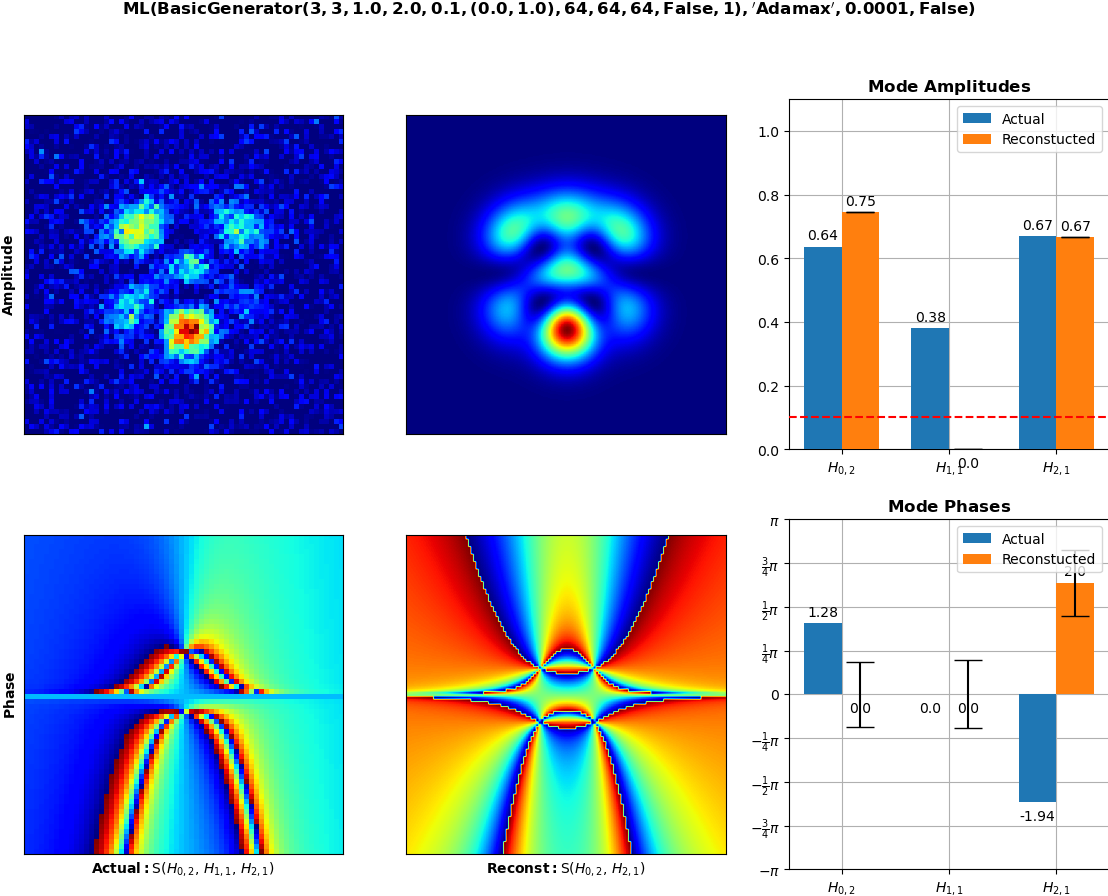 ML(BasicGenerator(3, 3, 1.0, 2.0, 0.1, (0.0, 1.0), 64, 64, 64, False, 1), 'Adamax', 0.0001, False)
Amplitude
Mode Amplitudes
Actual
Reconstucted
1.0
0.8
0.6
0.4
0.2
0.0
0.64
0.75
0.38
0.0
0.67
0.67
H0,2
H1,1
H2,1
Phase
Actual: S(H0,2, H1,1, H2,1)
Reconst: S(H0,2, H2,1)
Mode Phases
Actual
Reconstucted
π
3/4π
1/2π
1/4π
0
−1/4π
−1/2π
−3/4π
−π
1.28
0.0
0.0
0.0
-1.94
2.0
H0,2
H1,1
H2,1